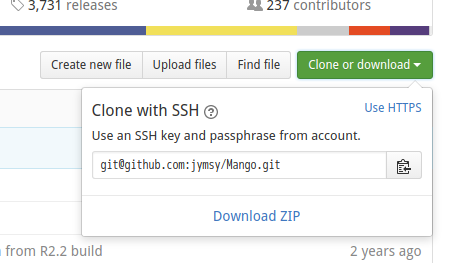 3,731 releases
237 contributors
Create new file
Upload files
Find file
Clone or download
Clone with SSH
Use HTTPS
Use an SSH key and passphrase from account.
git@github.com:jymsy/Mango.git
Download ZIP
from R2.2 build
2 years ago